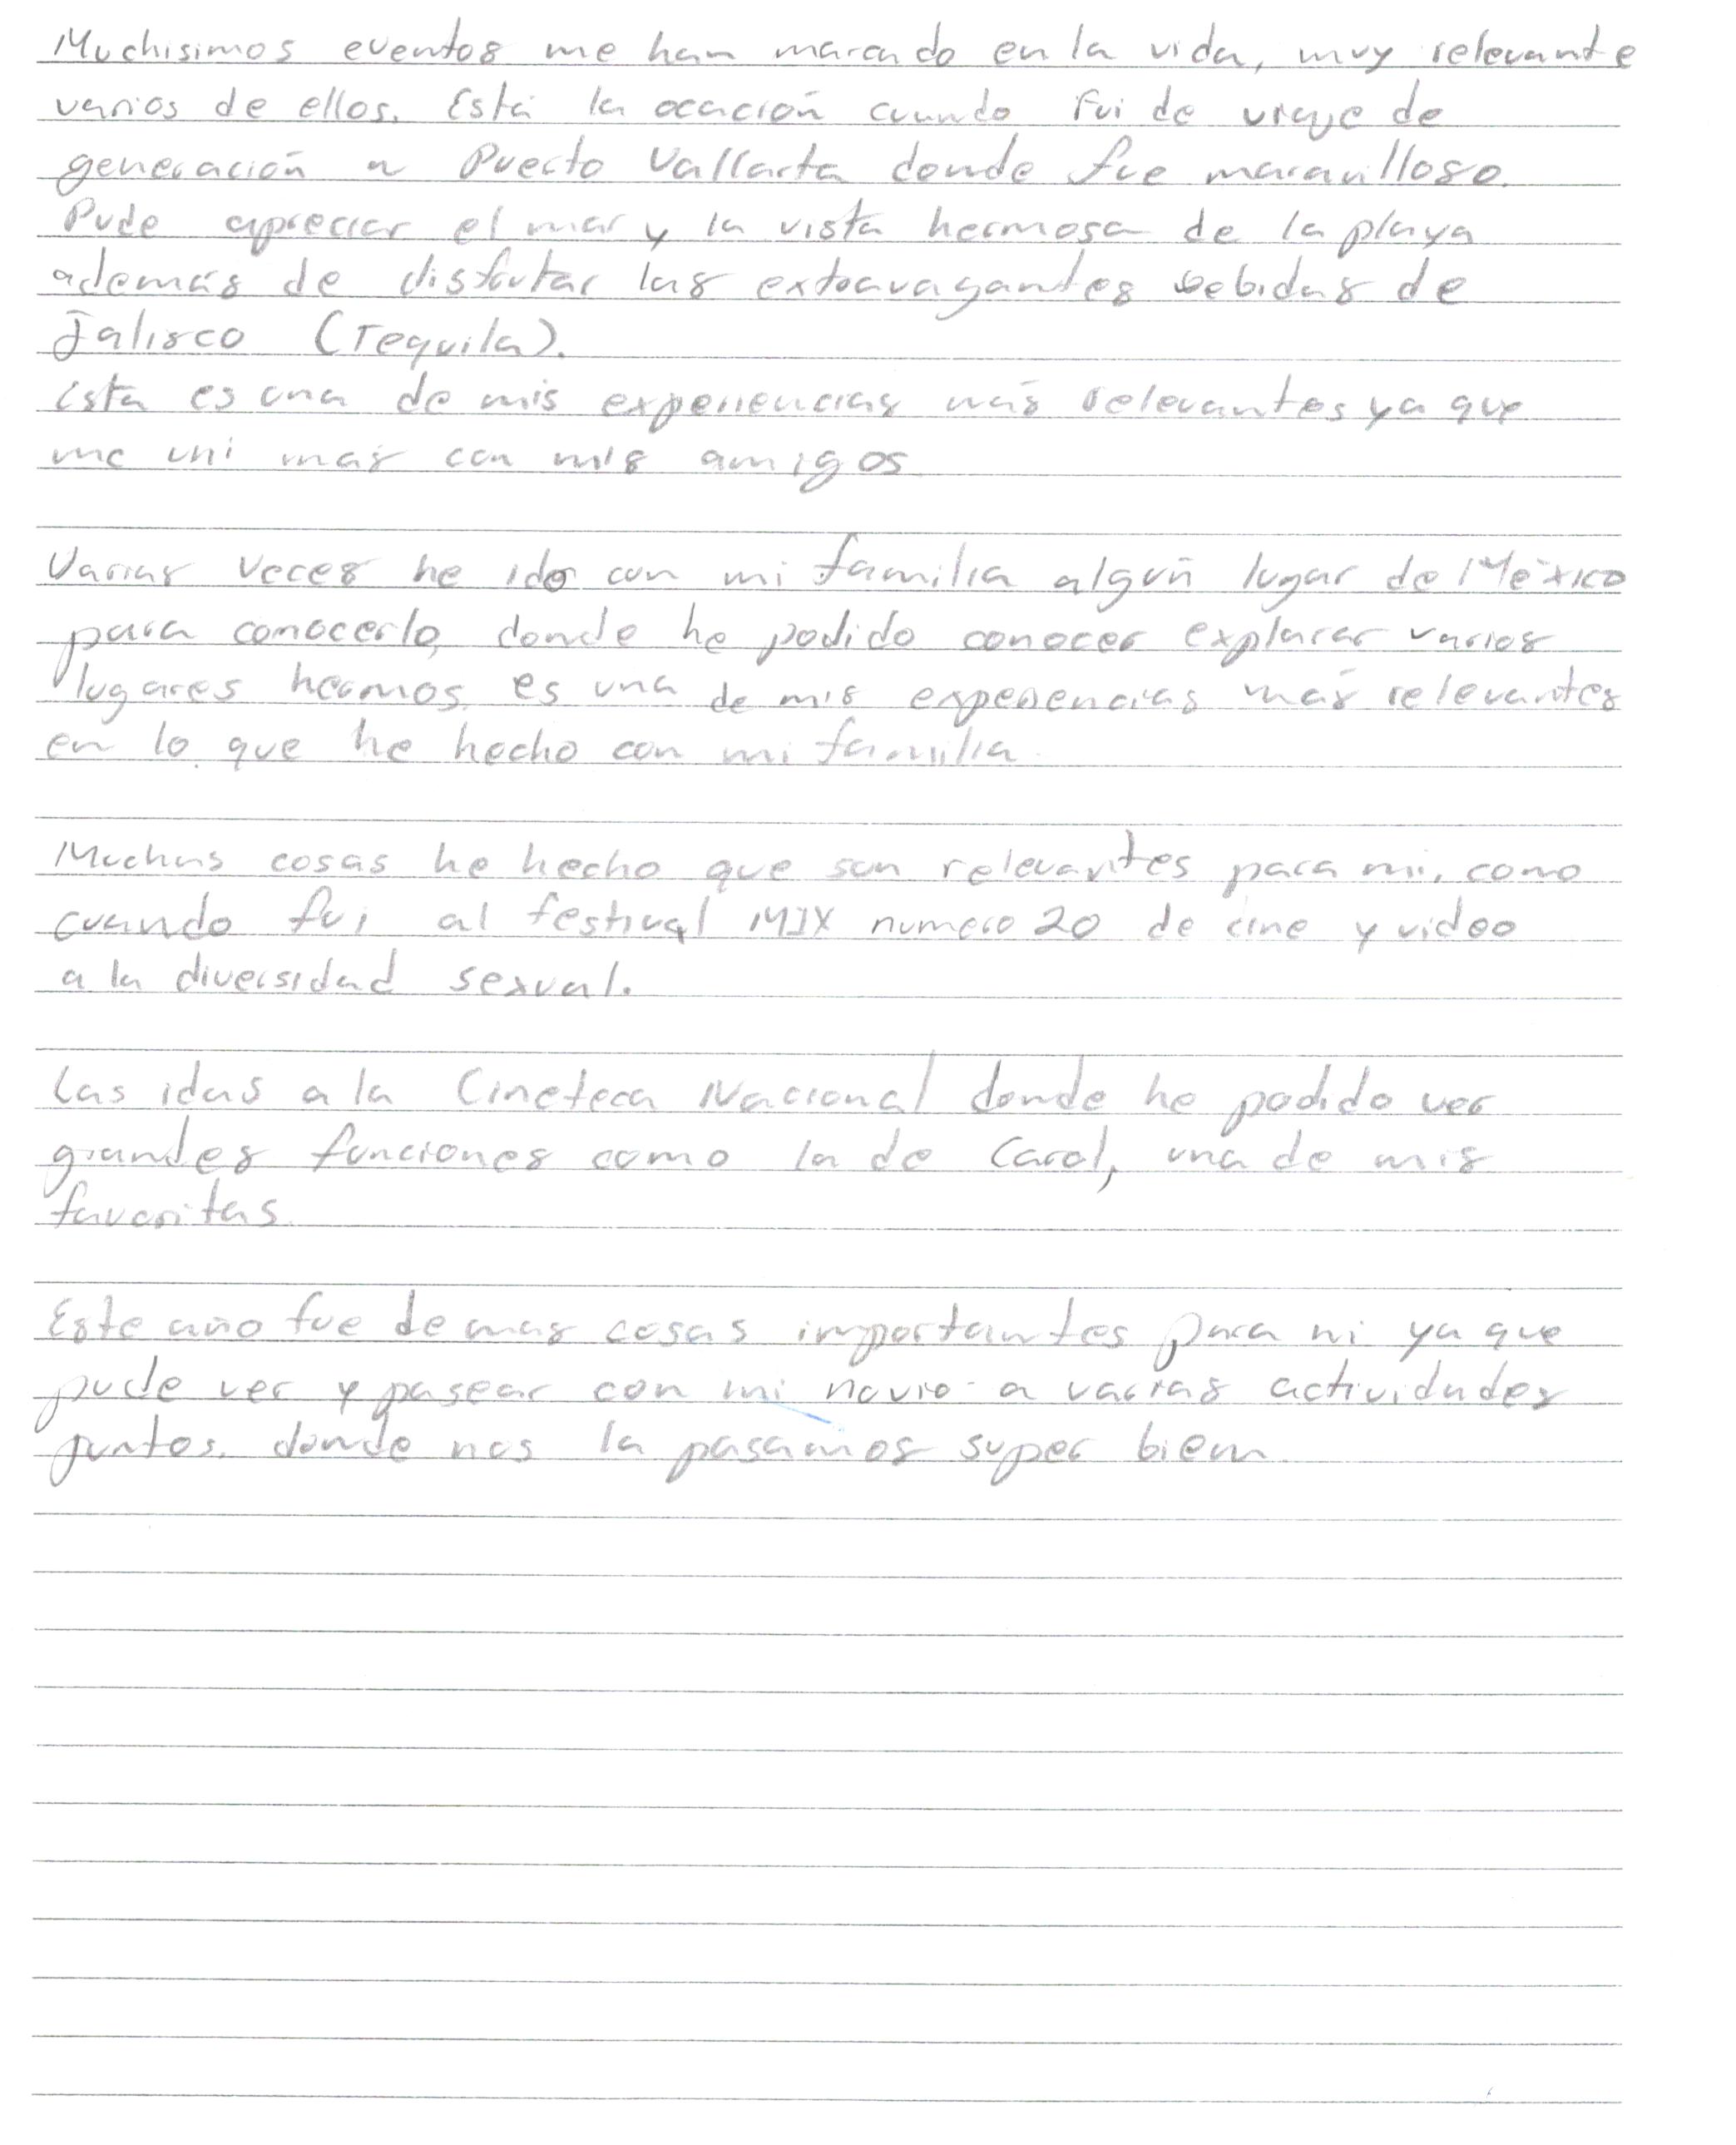 Muchisimos eventos me han marcado en la vida, muy relevante
varios de ellos. Está la ocación cuando fui de viaje de
generación a Puerto Vallarta donde fue maravilloso.
Pude apreciar el mar y la vista hermosa de la playa
además de disfrutar las extravagantes bebidas de
Jalisco (Tequila).
Esta es una de mis experiencias más relevantes ya que
me uni mas con mis amigos
Varias veces he ido con mi familia algún lugar de México
para conocerlo, donde he podido conocer explorar varios
lugares hermos. es una de mis experiencias más relevantes
en lo que he hecho con mi familia.
Muchas cosas he hecho que son relevantes para mi, como
cuando fui al festival MIX numero 20 de cine y video
a la diversidad sexual.
Las idas a la Cineteca Nacional donde he podido ver
grandes funciones como la de Carol, una de mis
favoritas.
Este año fue de mas cosas importantes para mi ya que
pude ver y pasear con mi novio a varias actividades
juntos. donde nos la pasamos super bien